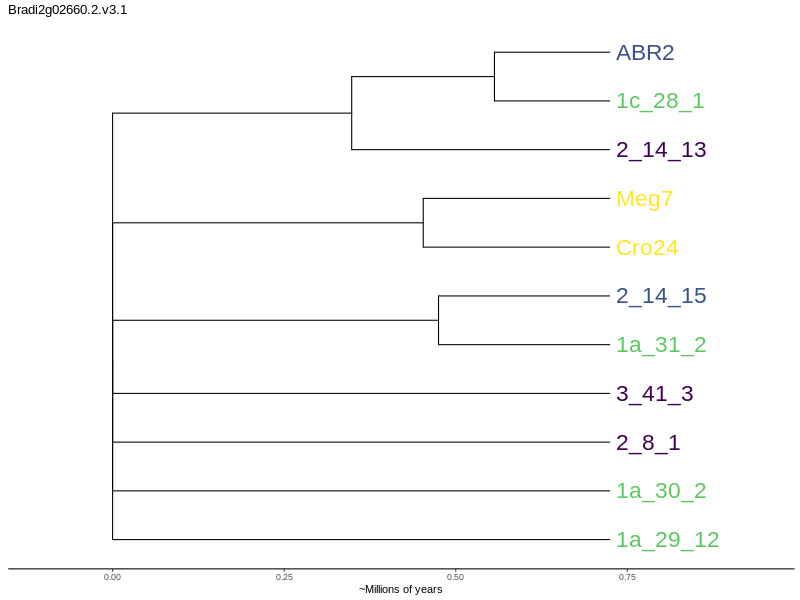 Bradi2g02660.2.v3.1
ABR2
1c_28_1
2_14_13
Meg7
Cro24
2_14_15
1a_31_2
3_41_3
2_8_1
1a_30_2
1a_29_12
0.00 0.25 0.50 0.75
~Millions of years